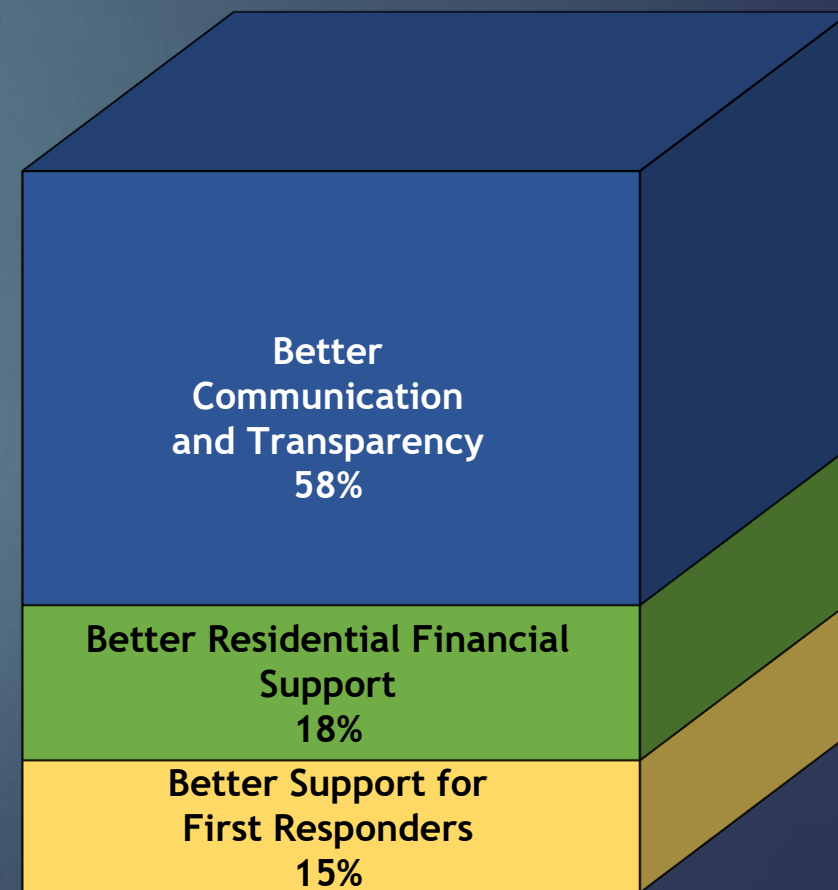 Better
Communication
and Transparency
58%
Better Residential Financial
Support
18%
Better Support for
First Responders
15%